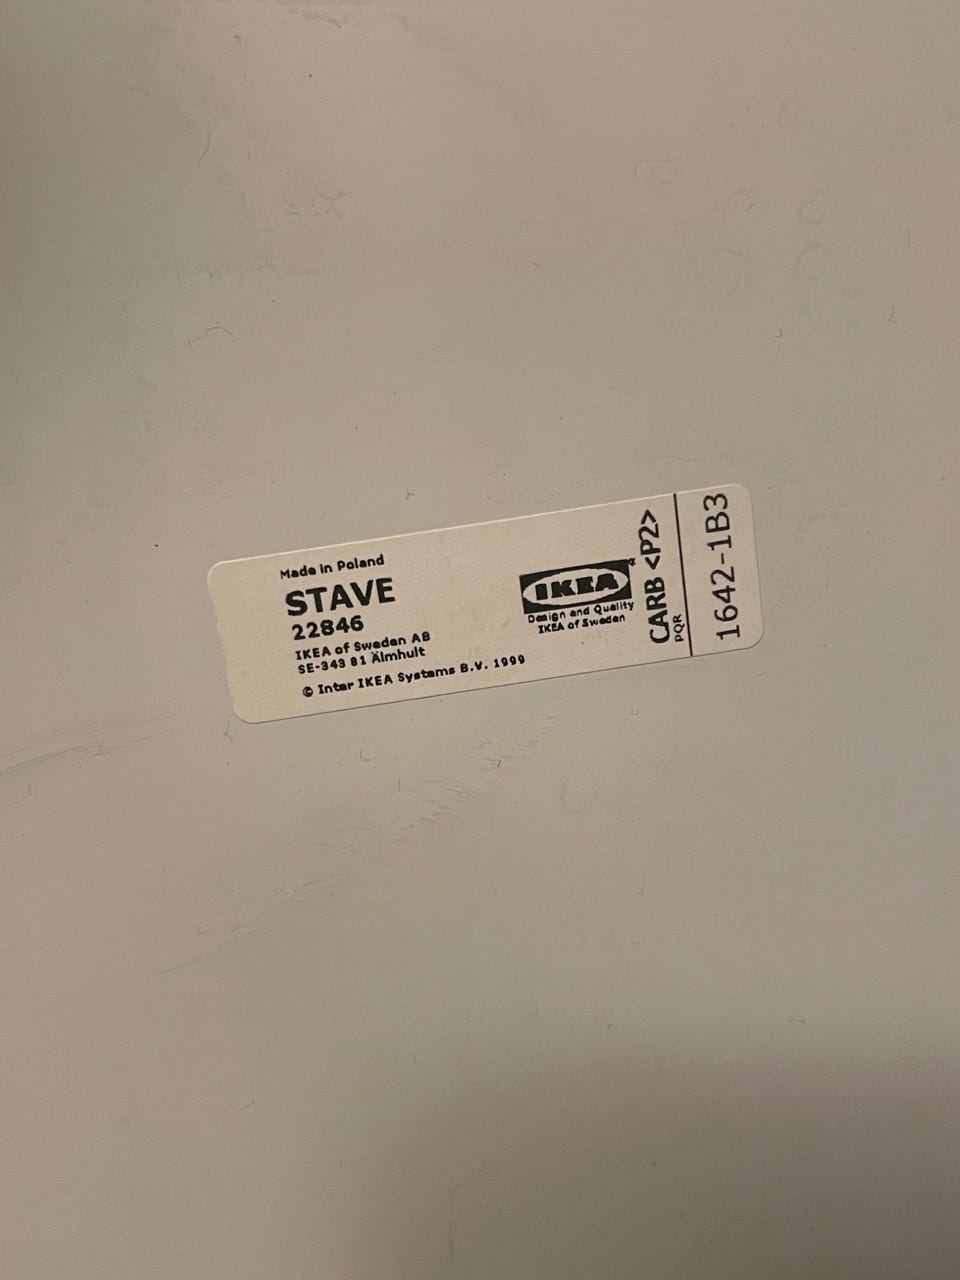 Made in Poland
STAVE
22846
IKEA of Sweden AB
SE-343 81 Älmhult
© Inter IKEA Systems B.V. 1999
IKEA®
Design and Quality
IKEA of Sweden
CARB <P2>
PQR
1642-1B3